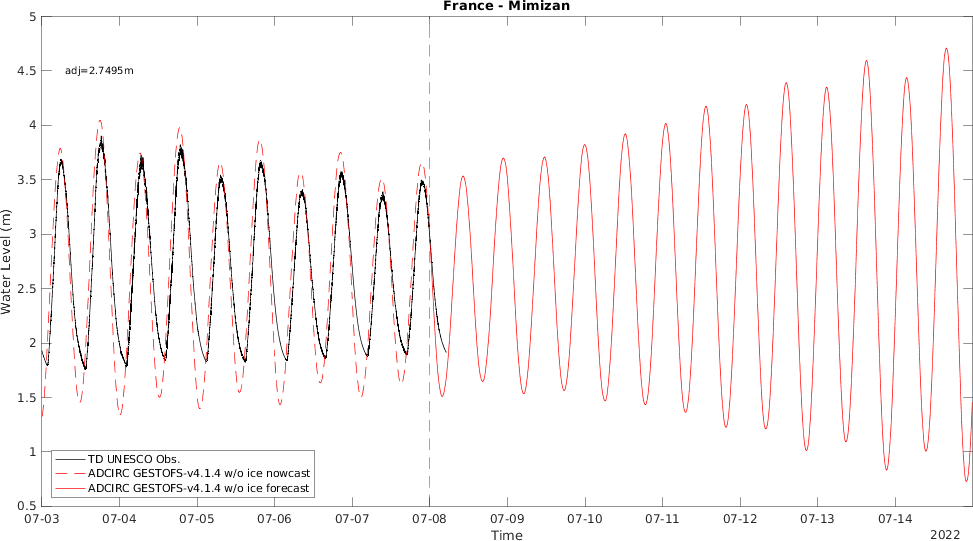 France - Mimizan
5
4.5
4
3.5
3
2.5
2
1.5
1
0.5
Water Level (m)
adj=2.7495m
TD UNESCO Obs.
ADCIRC GESTOFS-v4.1.4 w/o ice nowcast
ADCIRC GESTOFS-v4.1.4 w/o ice forecast
07-03 07-04 07-05 07-06 07-07 07-08 07-09 07-10 07-11 07-12 07-13 07-14
Time
2022